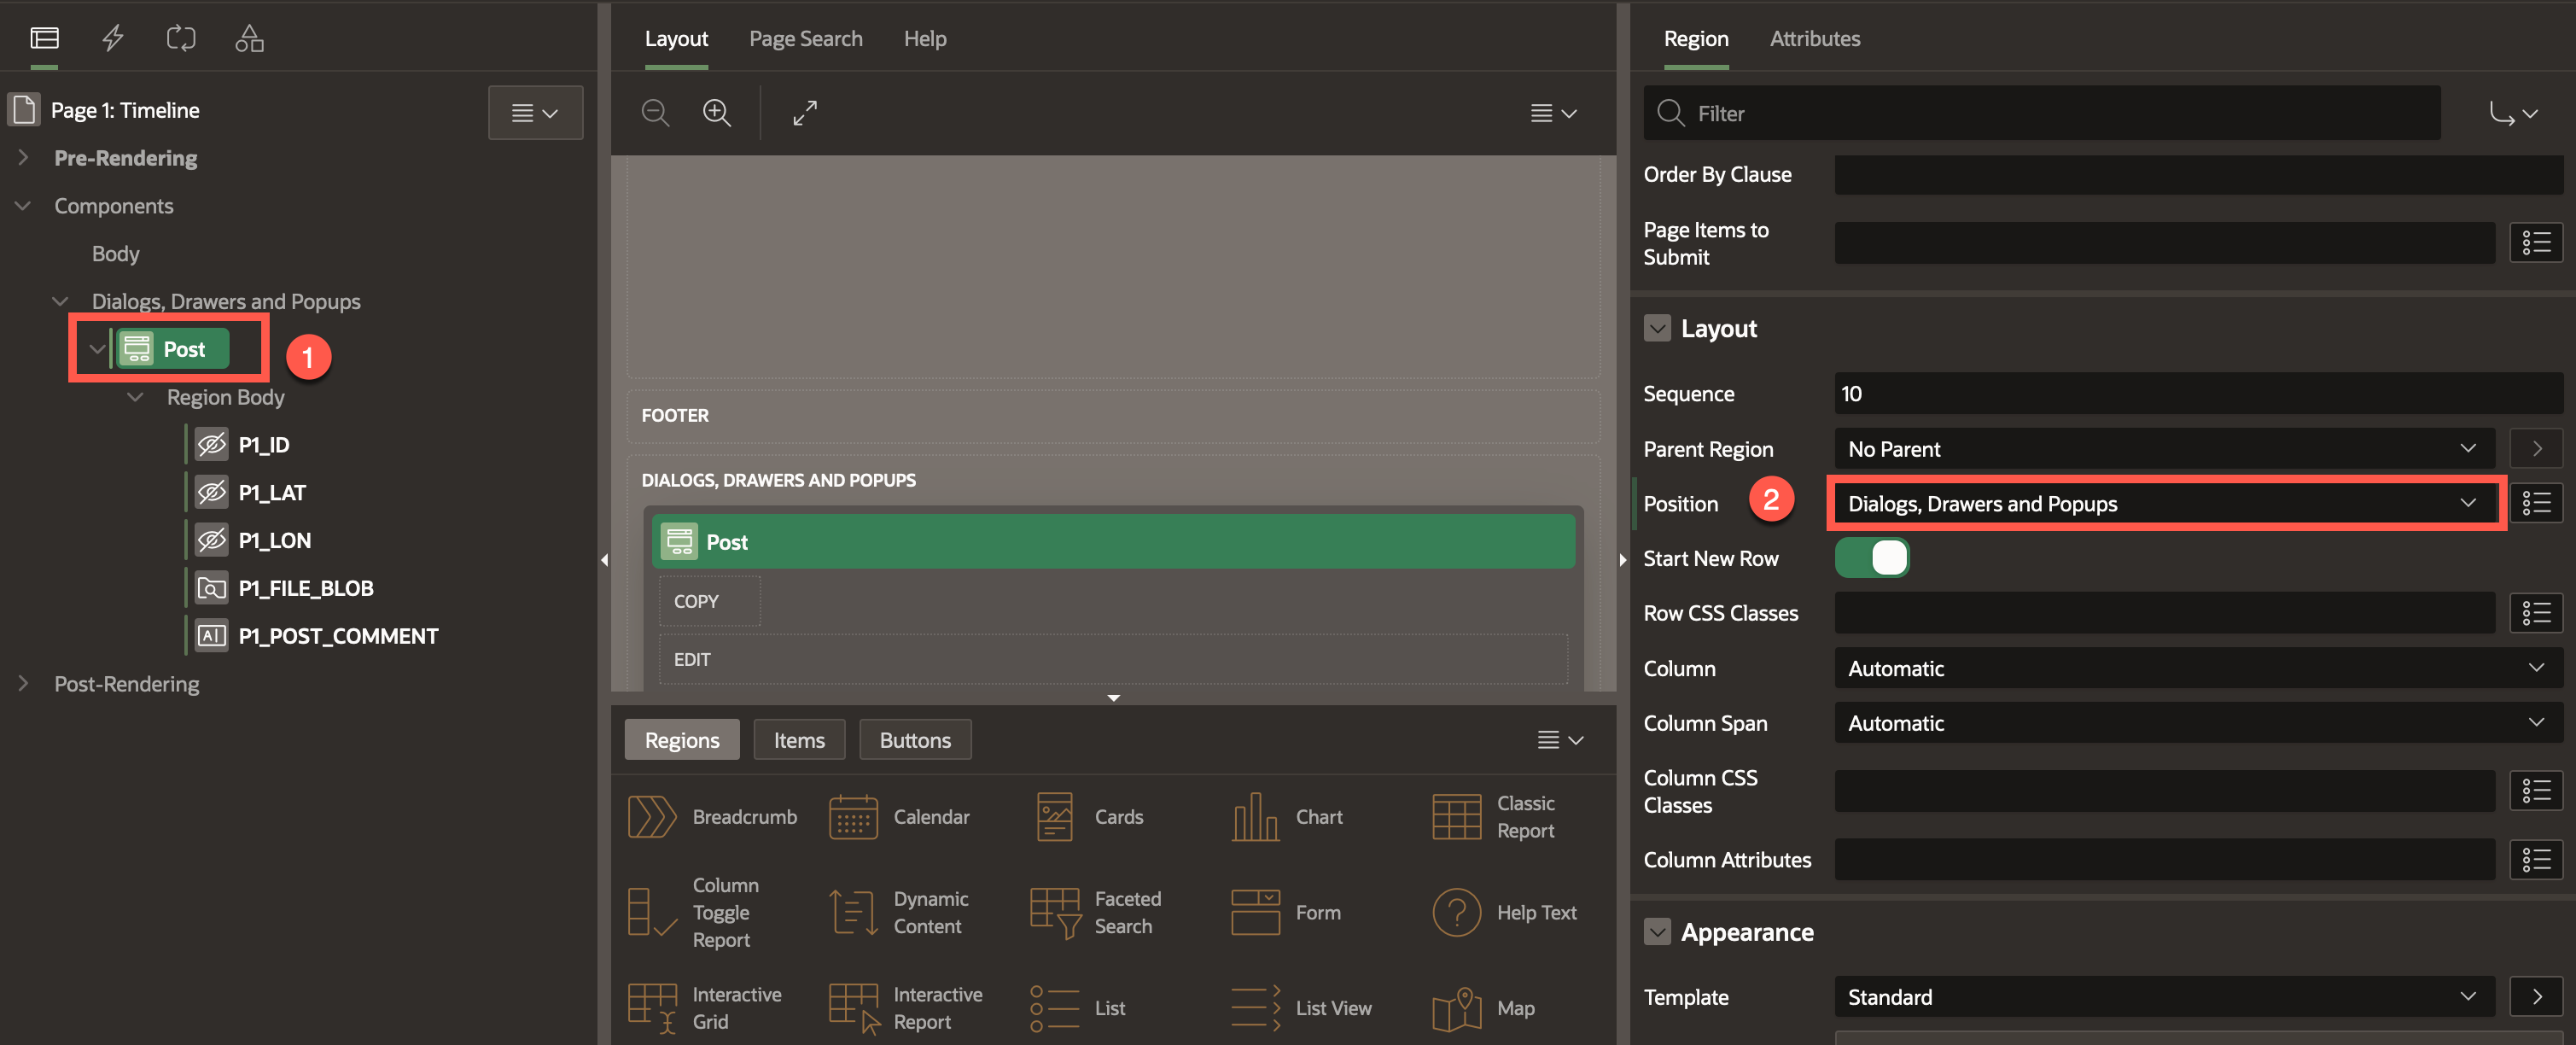 Page 1: Timeline
Pre-Rendering
Components
Body
Dialogs, Drawers and Popups
Post
1
Region Body
P1_ID
P1_LAT
P1_LON
P1_FILE_BLOB
P1_POST_COMMENT
Post-Rendering
Layout
Page Search
Help
FOOTER
DIALOGS, DRAWERS AND POPUPS
Post
COPY
EDIT
Regions
Items
Buttons
Breadcrumb
Calendar
Cards
Chart
Classic
Report
Column
Toggle
Report
Dynamic
Content
Faceted
Search
Form
Help Text
Interactive
Grid
Interactive
Report
List
List View
Map
Region
Attributes
Filter
Order By Clause
Page Items to
Submit
Layout
Sequence
10
Parent Region
No Parent
Position
2
Dialogs, Drawers and Popups
Start New Row
Row CSS Classes
Column
Automatic
Column Span
Automatic
Column CSS
Classes
Column Attributes
Appearance
Template
Standard